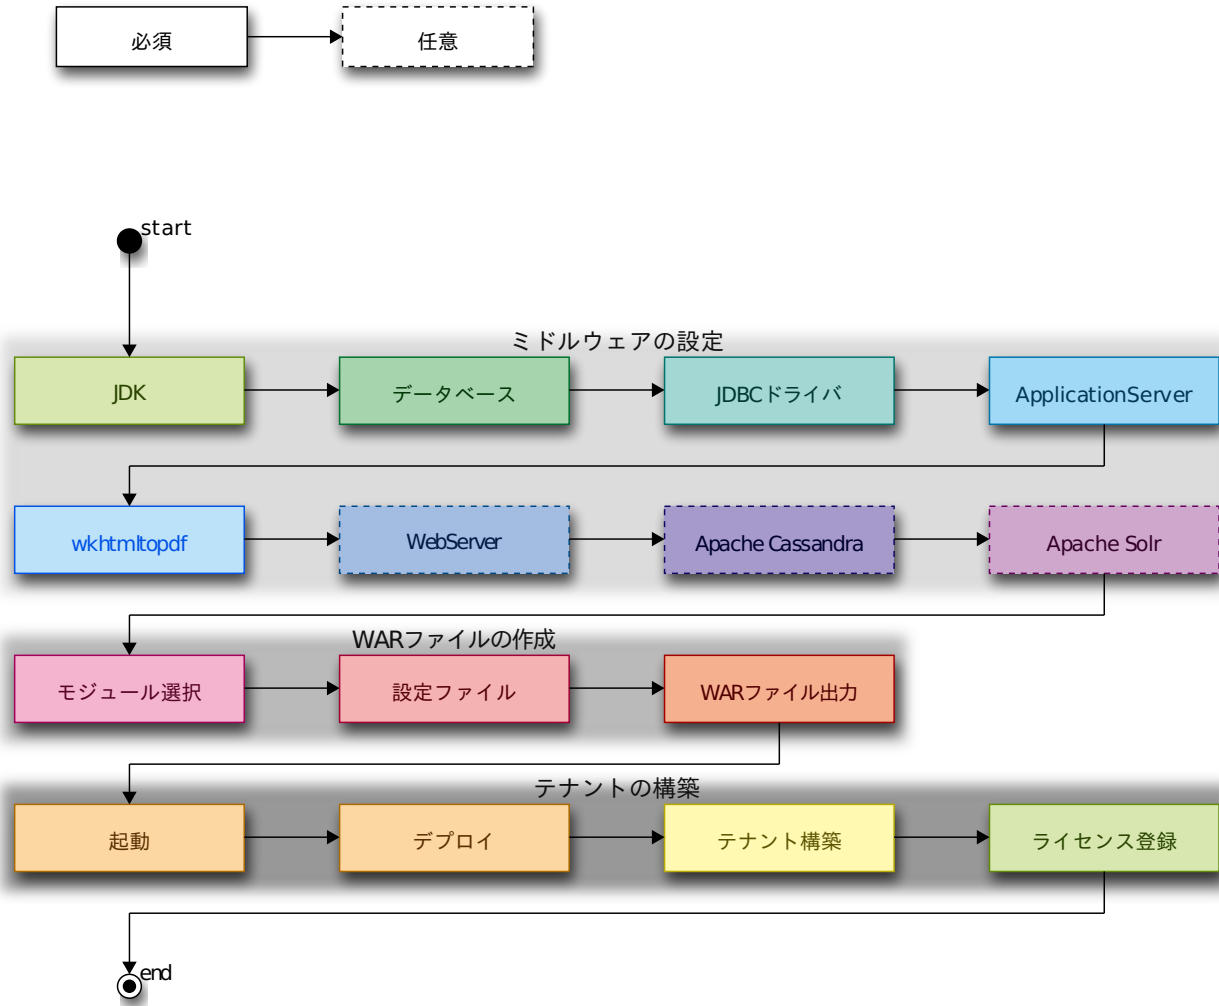 必須
任意
start
ミドルウェアの設定
JDK
データベース
JDBCドライバ
ApplicationServer
wkhtmltopdf
WebServer
Apache Cassandra
Apache Solr
WARファイルの作成
モジュール選択
設定ファイル
WARファイル出力
テナントの構築
起動
デプロイ
テナント構築
ライセンス登録
end